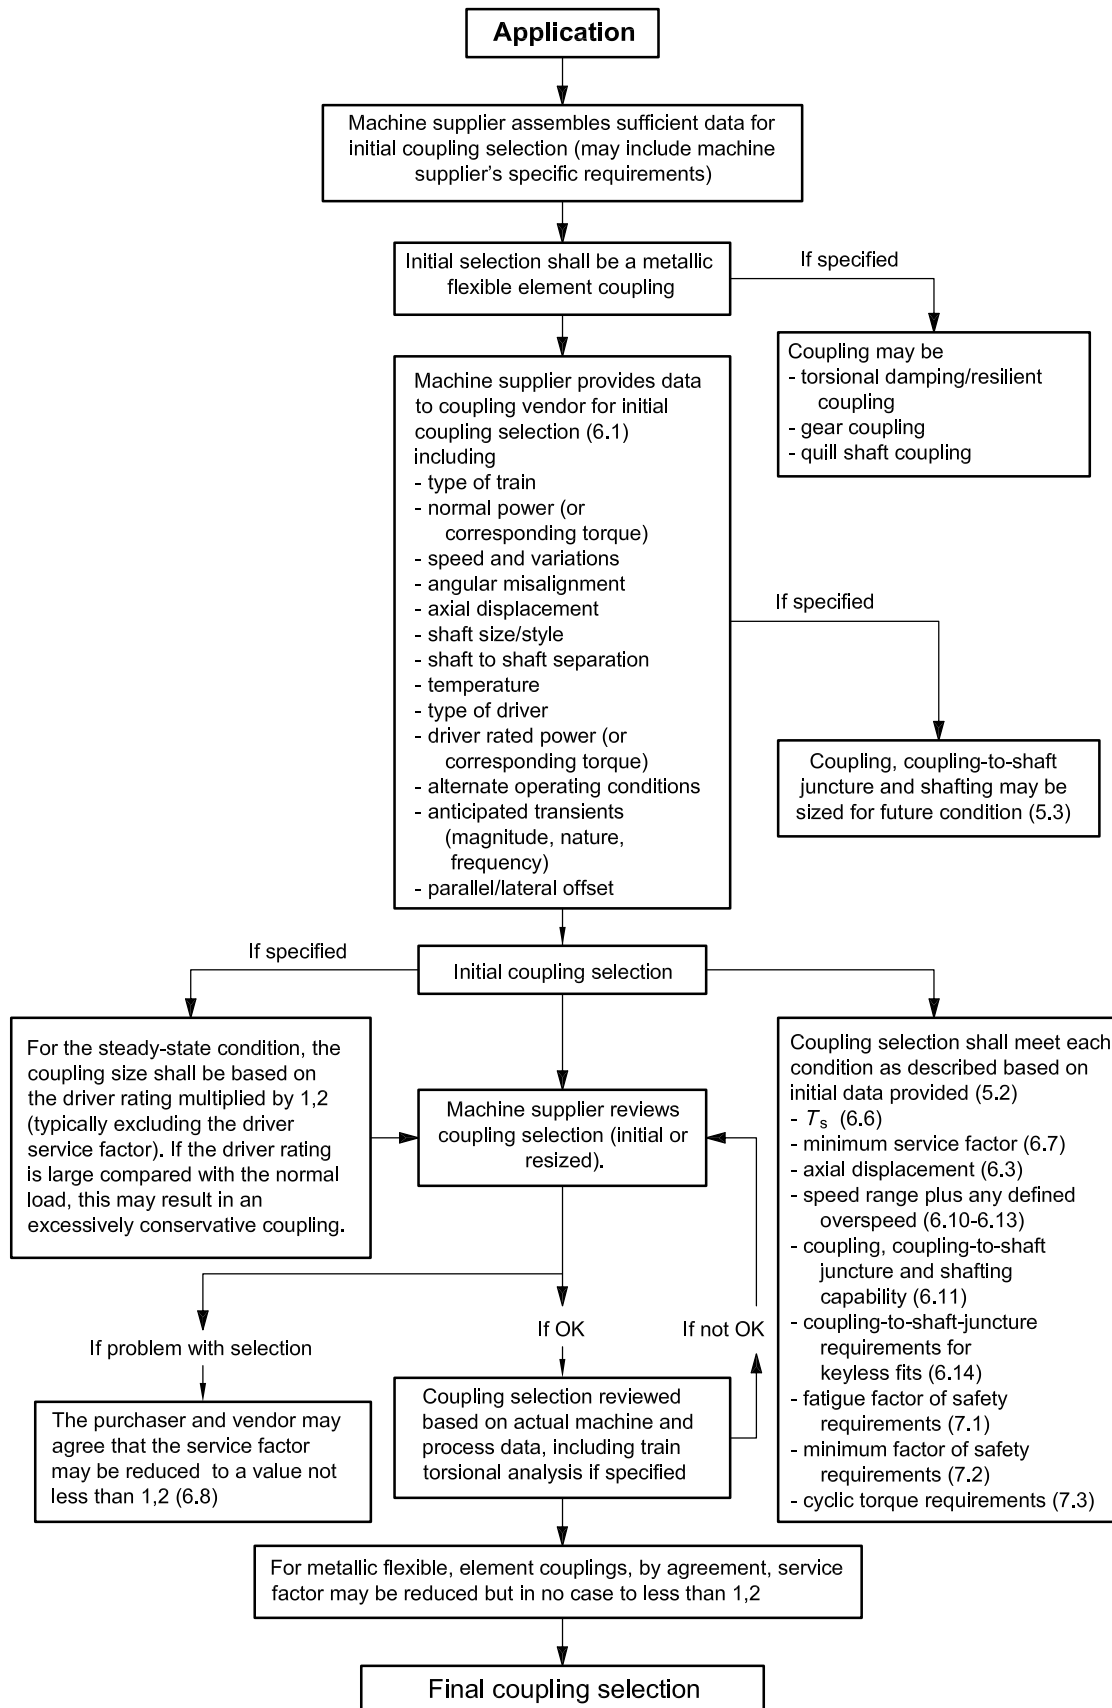 Application
Machine supplier assembles sufficient data for
initial coupling selection (may include machine
supplier's specific requirements)
Initial selection shall be a metallic
flexible element coupling
If specified
Coupling may be
- torsional damping/resilient
coupling
- gear coupling
- quill shaft coupling
Machine supplier provides data
to coupling vendor for initial
coupling selection (6.1)
including
- type of train
- normal power (or
corresponding torque)
- speed and variations
- angular misalignment
- axial displacement
- shaft size/style
- shaft to shaft separation
- temperature
- type of driver
- driver rated power (or
corresponding torque)
- alternate operating conditions
- anticipated transients
(magnitude, nature,
frequency)
- parallel/lateral offset
If specified
Coupling, coupling-to-shaft
juncture and shafting may be
sized for future condition (5.3)
If specified
Initial coupling selection
For the steady-state condition, the
coupling size shall be based on
the driver rating multiplied by 1,2
(typically excluding the driver
service factor). If the driver rating
is large compared with the normal
load, this may result in an
excessively conservative coupling.
Machine supplier reviews
coupling selection (initial or
resized).
Coupling selection shall meet each
condition as described based on
initial data provided (5.2)
- Ts (6.6)
- minimum service factor (6.7)
- axial displacement (6.3)
- speed range plus any defined
overspeed (6.10-6.13)
- coupling, coupling-to-shaft
juncture and shafting
capability (6.11)
- coupling-to-shaft-juncture
requirements for
keyless fits (6.14)
- fatigue factor of safety
requirements (7.1)
- minimum factor of safety
requirements (7.2)
- cyclic torque requirements (7.3)
If problem with selection
If OK
If not OK
The purchaser and vendor may
agree that the service factor
may be reduced to a value not
less than 1,2 (6.8)
Coupling selection reviewed
based on actual machine and
process data, including train
torsional analysis if specified
For metallic flexible, element couplings, by agreement, service
factor may be reduced but in no case to less than 1,2
Final coupling selection